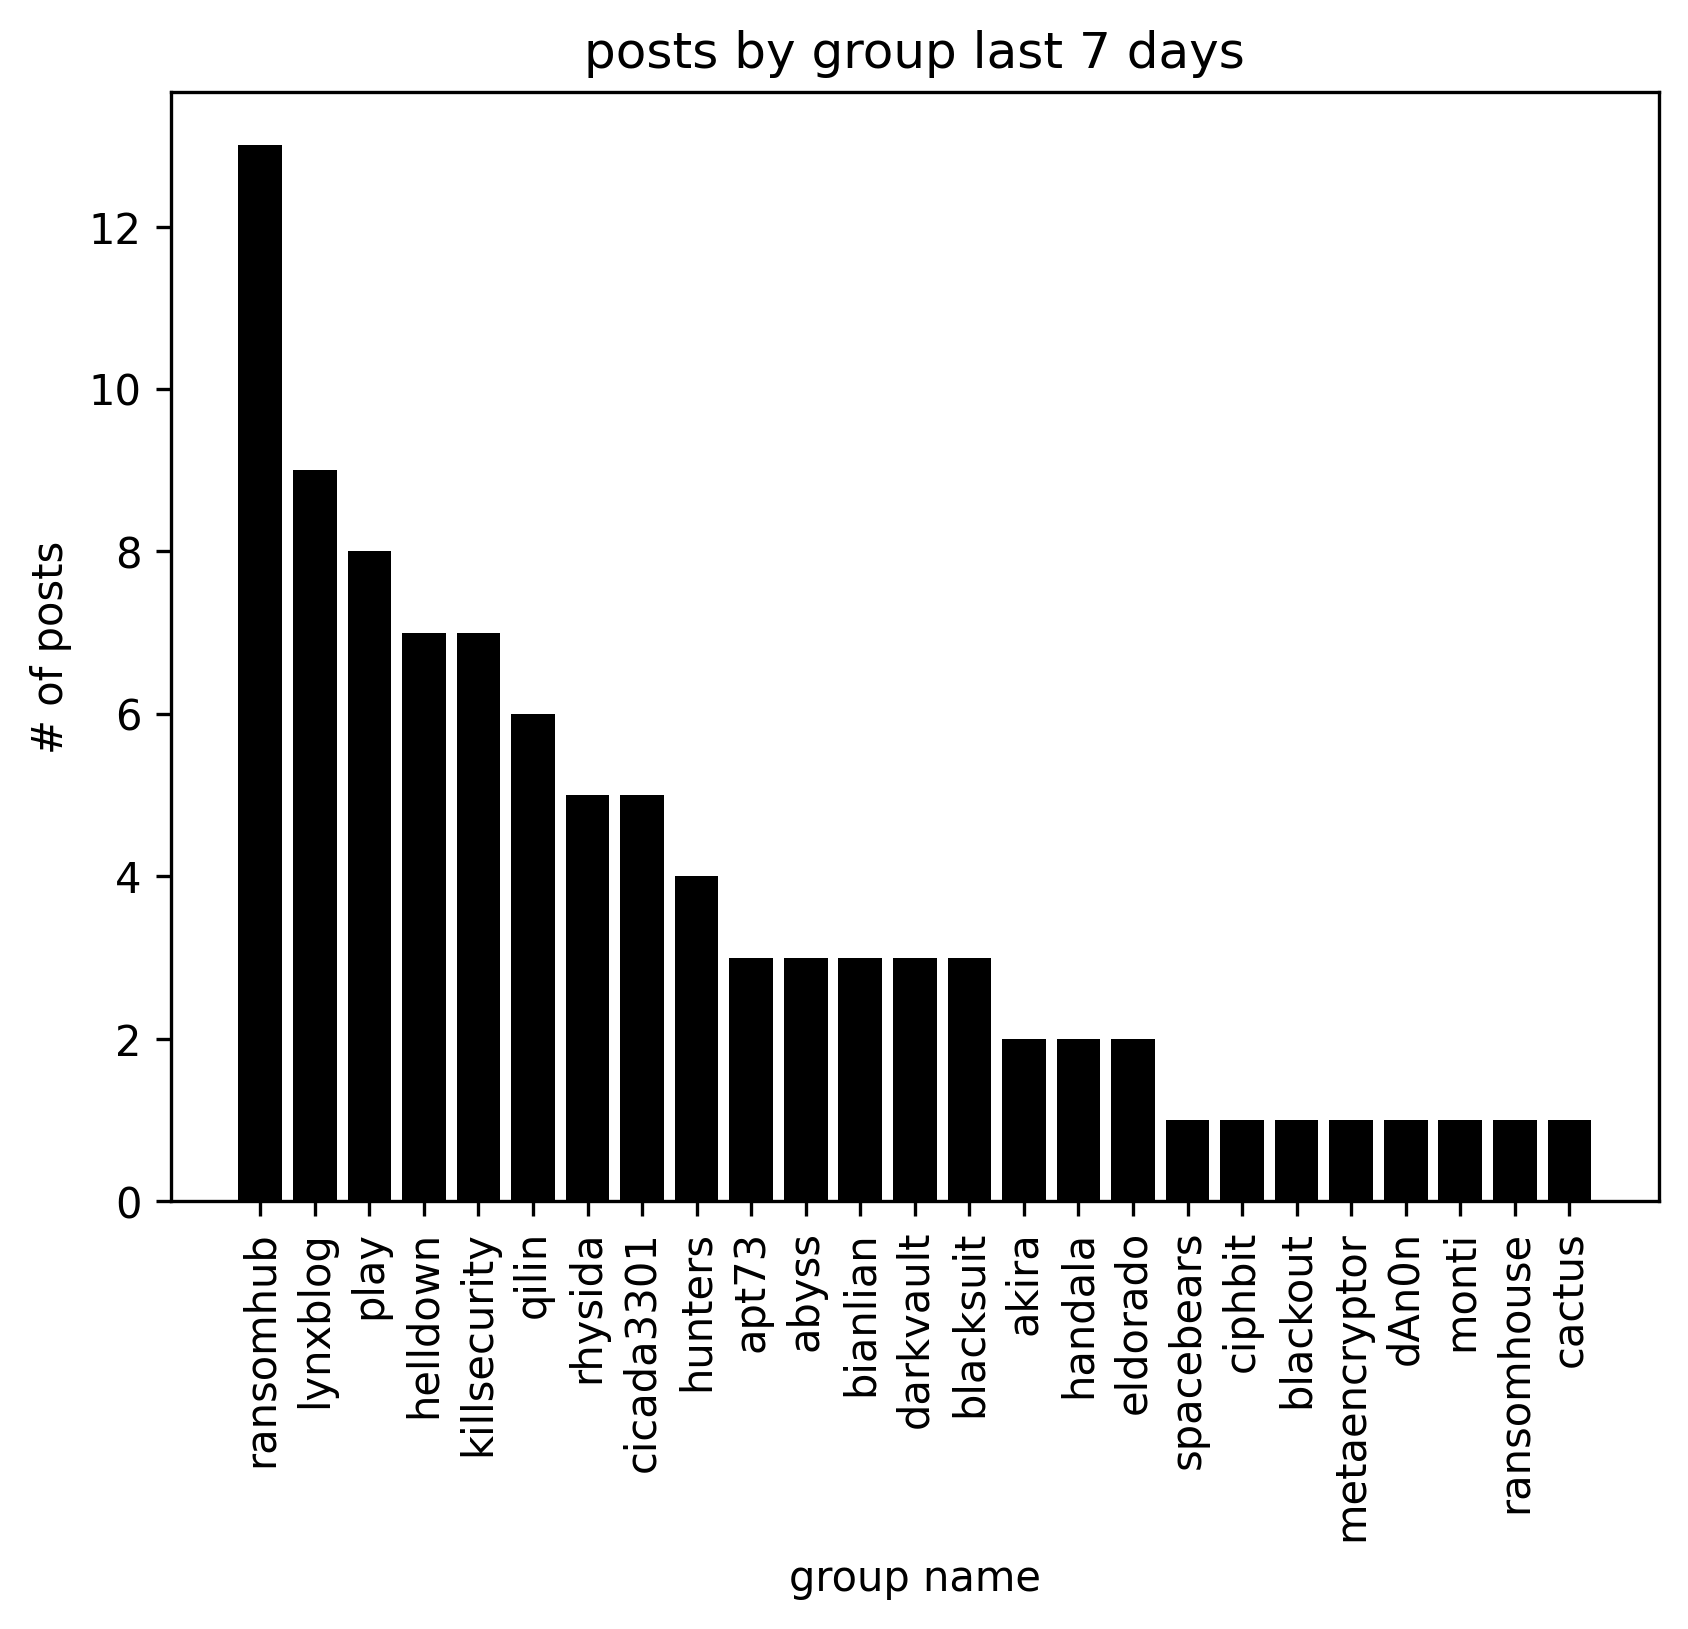 posts by group last 7 days
# of posts
12
10
8
6
4
2
0
ransomhub
lynxblog
play
helldown
killsecurity
qilin
rhysida
cicada3301
hunters
apt73
abyss
bianlian
darkvault
blacksuit
akira
handala
eldorado
spacebears
ciphbit
blackout
metaencryptor
dAn0n
monti
ransomhouse
cactus
group name